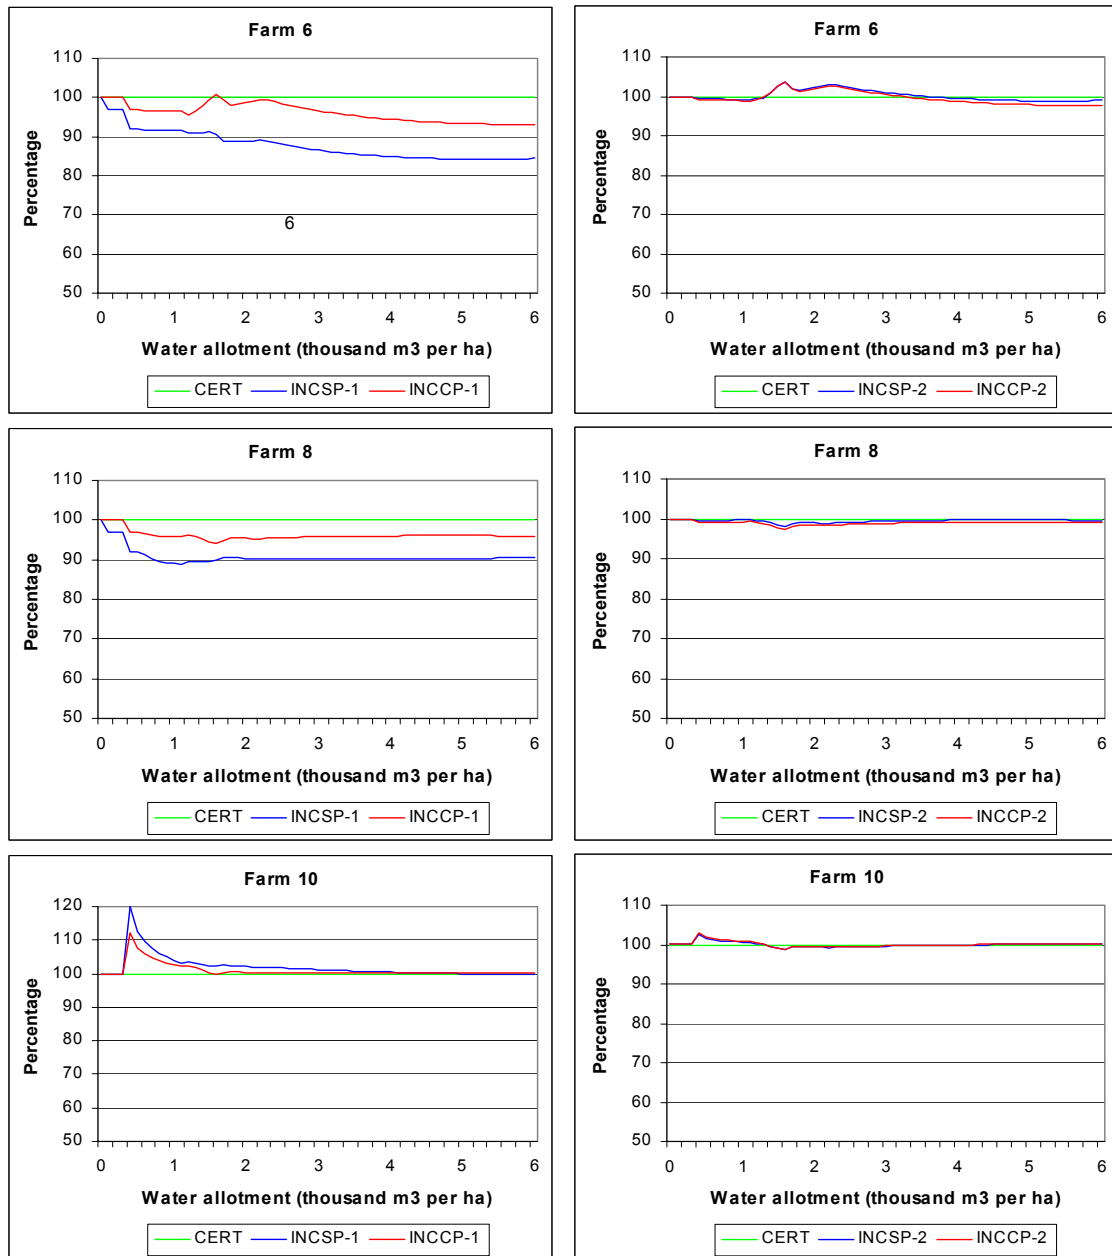 Farm 6
110
100
90
80
70
60
50
Percentage
6
0 1 2 3 4 5 6
Water allotment (thousand m3 per ha)
CERT INCSP-1 INCCP-1
Farm 6
110
100
90
80
70
60
50
Percentage
0 1 2 3 4 5 6
Water allotment (thousand m3 per ha)
CERT INCSP-2 INCCP-2
Farm 8
110
100
90
80
70
60
50
Percentage
0 1 2 3 4 5 6
Water allotment (thousand m3 per ha)
CERT INCSP-1 INCCP-1
Farm 8
110
100
90
80
70
60
50
Percentage
0 1 2 3 4 5 6
Water allotment (thousand m3 per ha)
CERT INCSP-2 INCCP-2
Farm 10
120
110
100
90
80
70
60
50
Percentage
0 1 2 3 4 5 6
Water allotment (thousand m3 per ha)
CERT INCSP-1 INCCP-1
Farm 10
110
100
90
80
70
60
50
Percentage
0 1 2 3 4 5 6
Water allotment (thousand m3 per ha)
CERT INCSP-2 INCCP-2